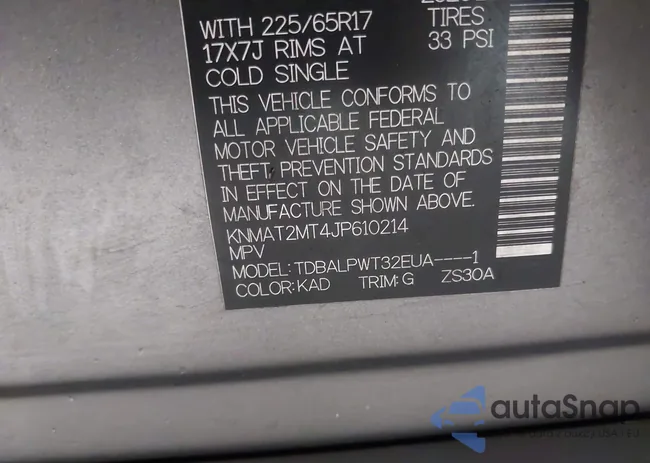 WITH 225/65R17 TIRES
17X7J RIMS AT 33 PSI
COLD SINGLE
THIS VEHICLE CONFORMS TO
ALL APPLICABLE FEDERAL
MOTOR VEHICLE SAFETY AND
THEFT PREVENTION STANDARDS
IN EFFECT ON THE DATE OF
MANUFACTURE SHOWN ABOVE.
KNMAT2MT4JP610214
MPV
MODEL:TDBALPWT32EUA----1
COLOR:KAD TRIM:G ZS30A
autoSnap